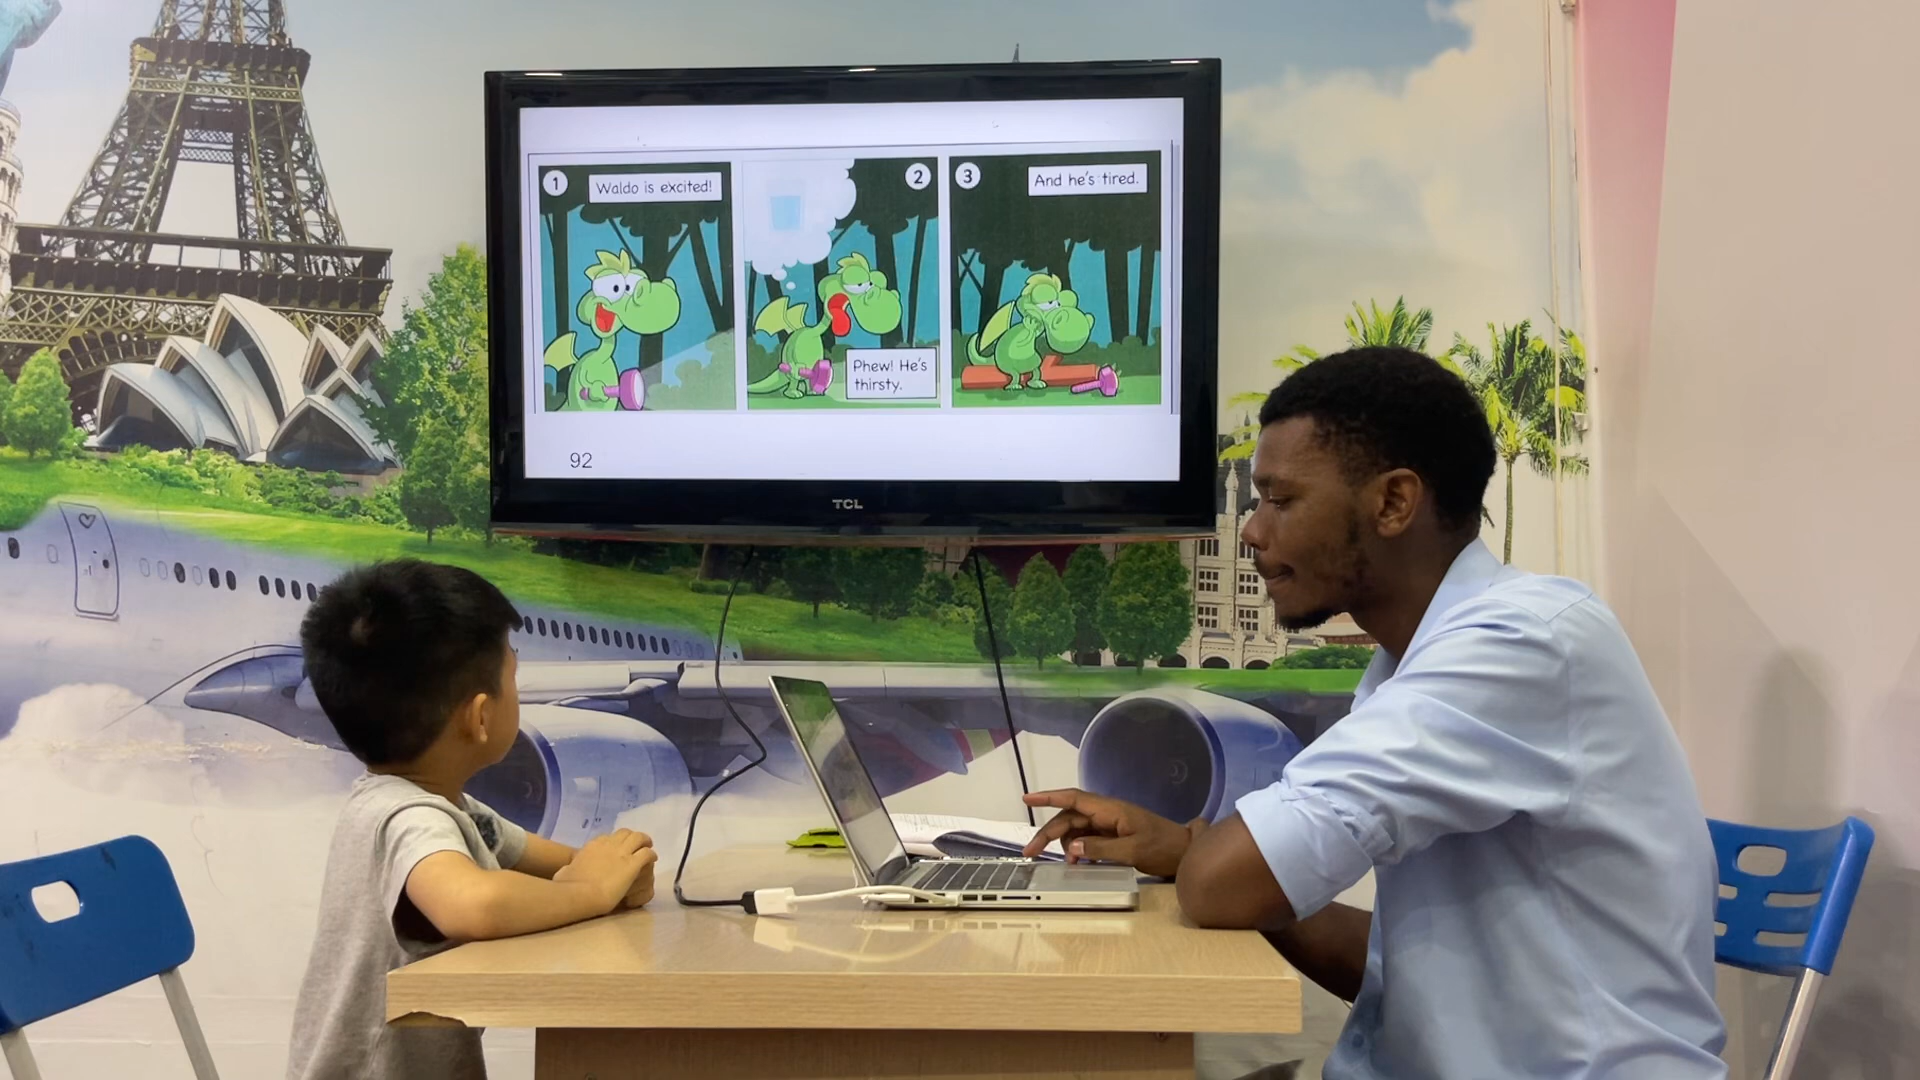 1
Waldo is excited!
2
Phew! He's
thirsty.
3
And he's tired.
92
TCL